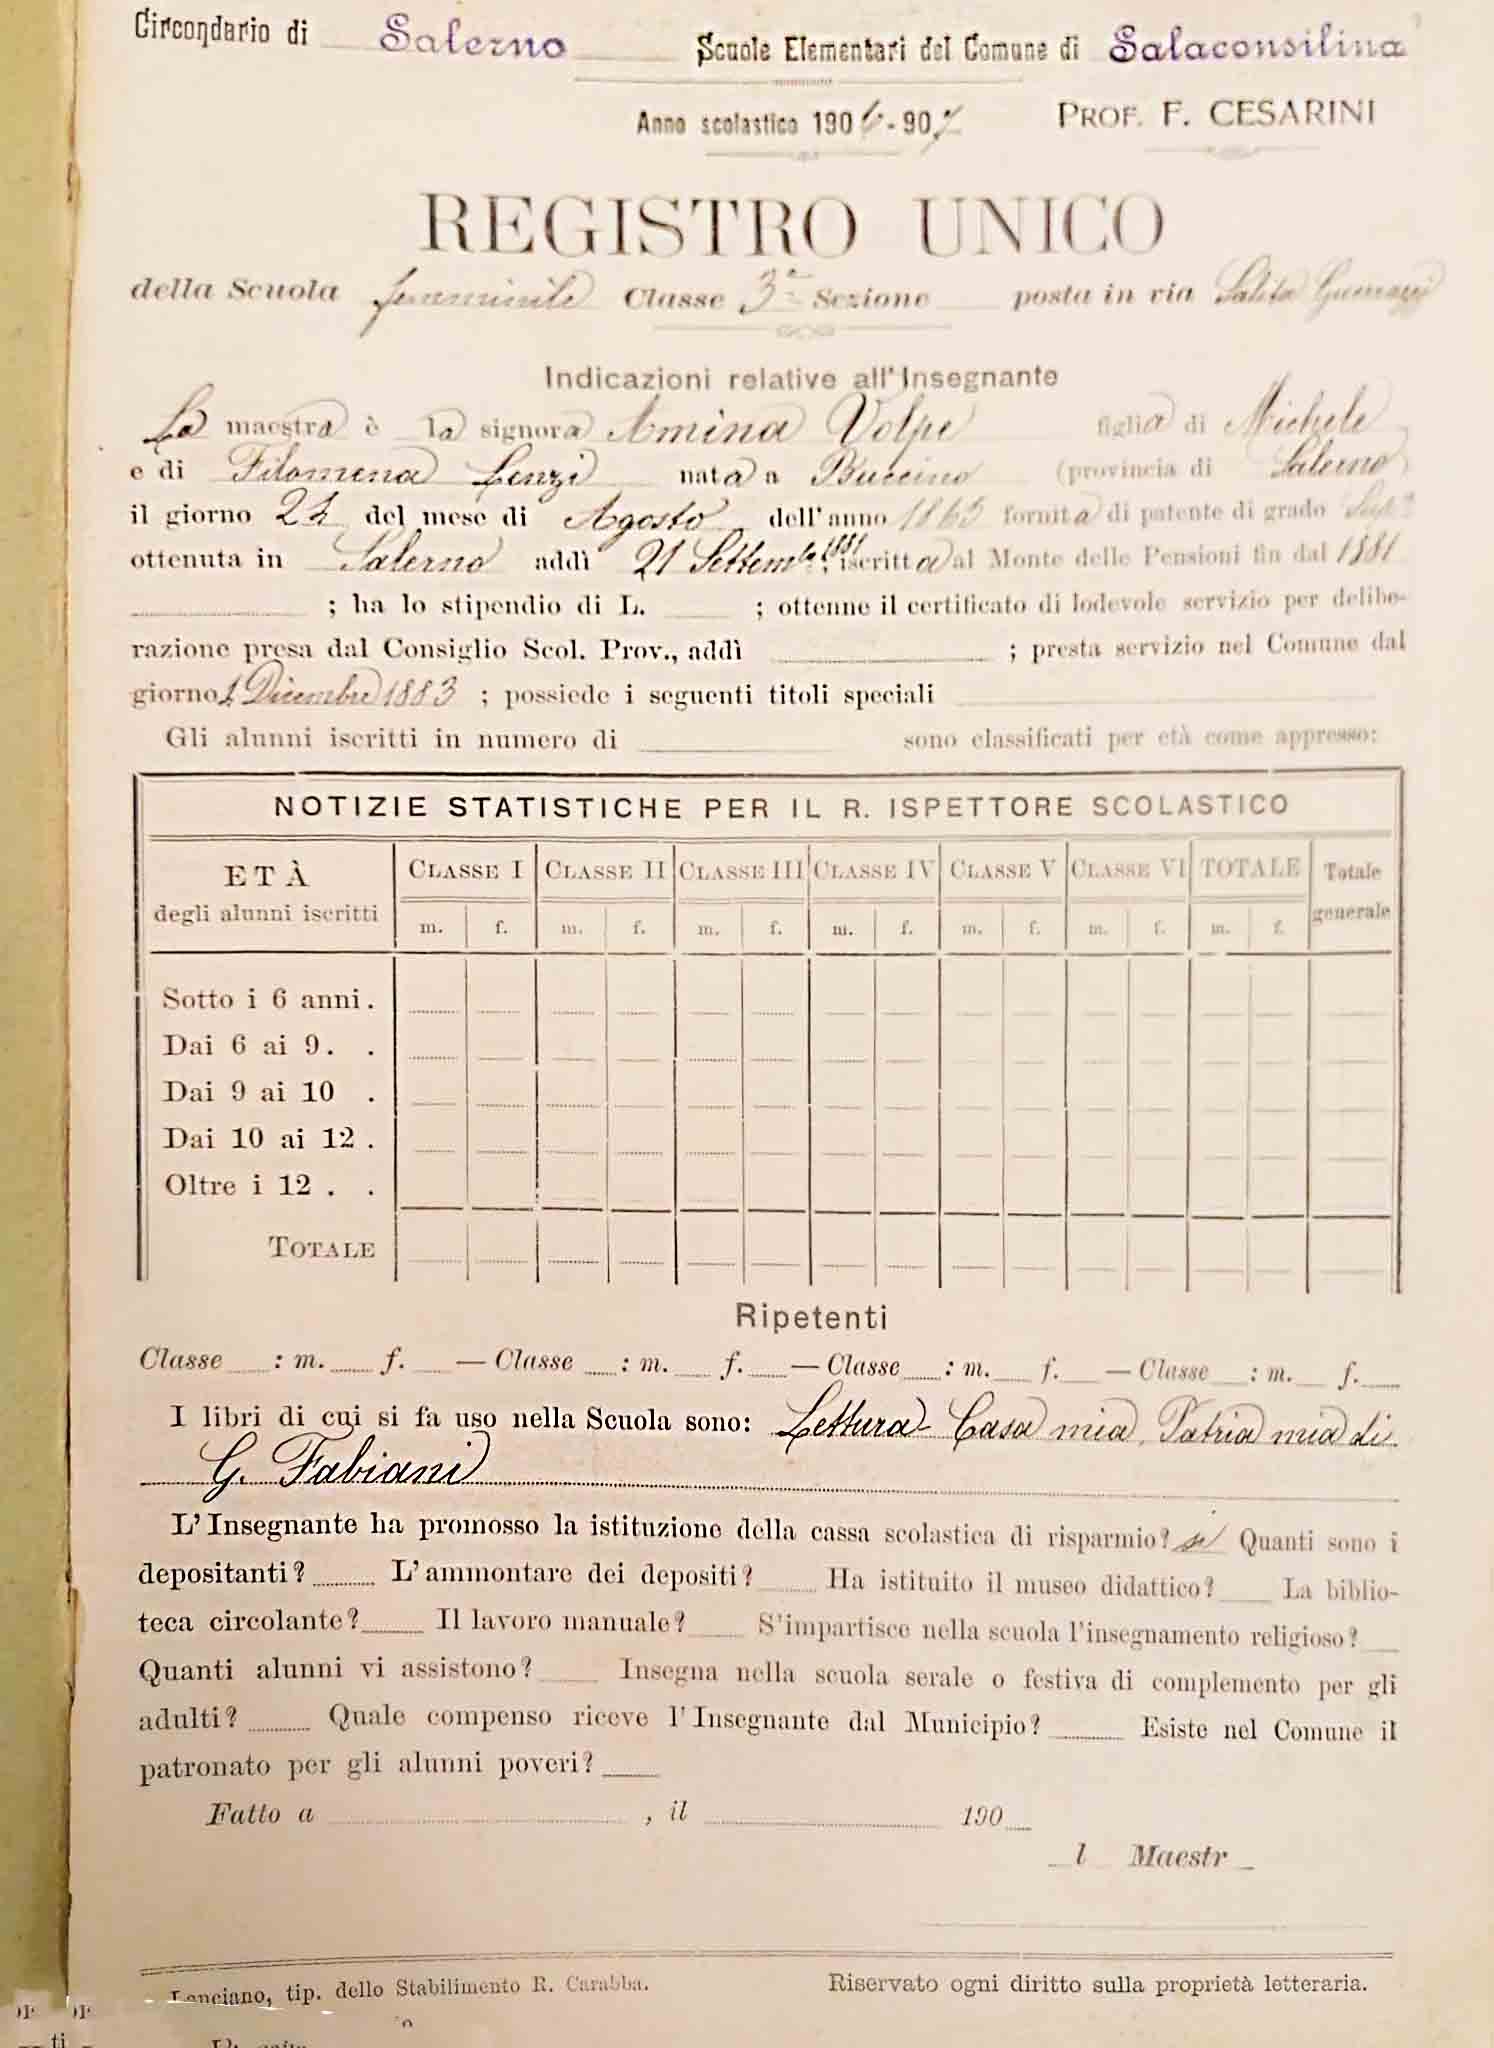 Circondario di Salerno Scuole Elementari del Comune di Salaconsilina
Anno scolastico 1906-907 PROF. F. CESARINI
REGISTRO UNICO
della Scuola femminile Classe 3ª Sezione posta in via Salita
Indicazioni relative all'Insegnante
La maestra è la signora Amina Volpe figlia di Michele
e di Filomena Lenzi nata a Buccino (provincia di Salerno)
il giorno del mese di Agosto dell'anno 1863 fornita di patente di grado Sup.e
ottenuta in Salerno addì 21 Settembe 1881; iscritta al Monte delle Pensioni fin dal 1881
; ha lo stipendio di L. ; ottenne il certificato di lodevole servizio per delibe-
razione presa dal Consiglio Scol. Prov., addì ; presta servizio nel Comune dal
giorno 1 Dicembre 1883 ; possiede i seguenti titoli speciali
Gli alunni iscritti in numero di sono classificati per età come appresso:
NOTIZIE STATISTICHE PER IL R. ISPETTORE SCOLASTICO
ETÀ CLASSE I CLASSE II CLASSE III CLASSE IV CLASSE V CLASSE VI TOTALE Totale
degli alunni iscritti m. f. m. f. m. f. m. f. m. f. m. f. m. f. generale
Sotto i 6 anni.
Dai 6 ai 9. .
Dai 9 ai 10 .
Dai 10 ai 12 .
Oltre i 12 . .
TOTALE
Ripetenti
Classe : m. f. — Classe : m. f. — Classe : m. f. — Classe : m. f.
I libri di cui si fa uso nella Scuola sono: Lettura - Casa mia, Patria mia di
G. Fabiani
L'Insegnante ha promosso la istituzione della cassa scolastica di risparmio? si Quanti sono i
depositanti? L'ammontare dei depositi? Ha istituito il museo didattico? La biblio-
teca circolante? Il lavoro manuale? S'impartisce nella scuola l'insegnamento religioso?
Quanti alunni vi assistono? Insegna nella scuola serale o festiva di complemento per gli
adulti? Quale compenso riceve l'Insegnante dal Municipio? Esiste nel Comune il
patronato per gli alunni poveri?
Fatto a , il 190
l Maestr
Lanciano, tip. dello Stabilimento R. Carabba. Riservato ogni diritto sulla proprietà letteraria.